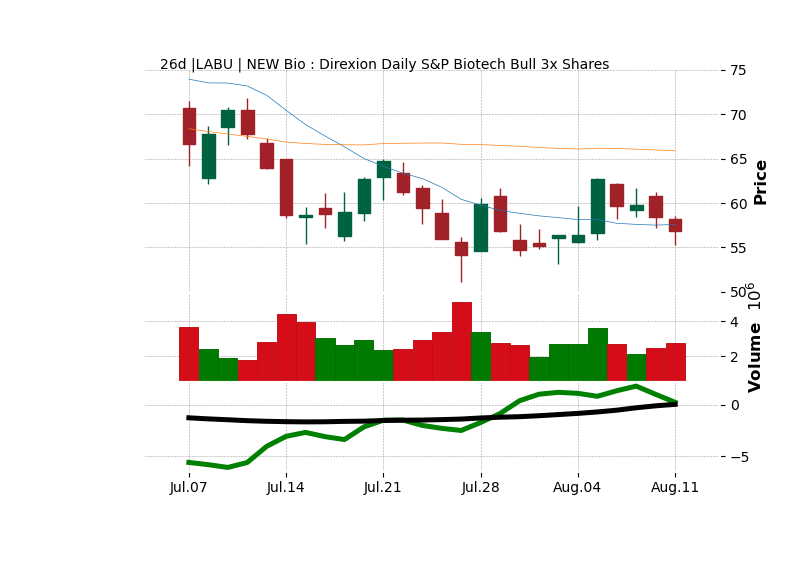 26d |LABU | NEW Bio : Direxion Daily S&P Biotech Bull 3x Shares
75
70
65
60
55
50
Price
10^6
4
2
Volume
0
−5
Jul.07 Jul.14 Jul.21 Jul.28 Aug.04 Aug.11